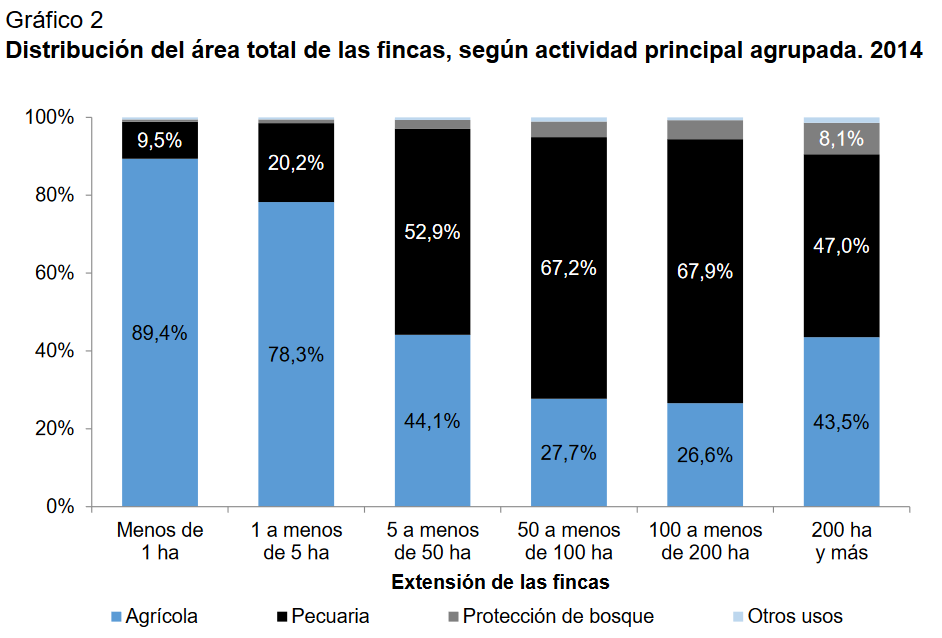 Gráfico 2
Distribución del área total de las fincas, según actividad principal agrupada. 2014
100%
80%
60%
40%
20%
0%
9,5%
89,4%
20,2%
78,3%
52,9%
44,1%
67,2%
27,7%
67,9%
26,6%
8,1%
47,0%
43,5%
Menos de
1 ha
1 a menos
de 5 ha
5 a menos
de 50 ha
50 a menos
de 100 ha
100 a menos
de 200 ha
200 ha
y más
Extensión de las fincas
Agrícola
Pecuaria
Protección de bosque
Otros usos